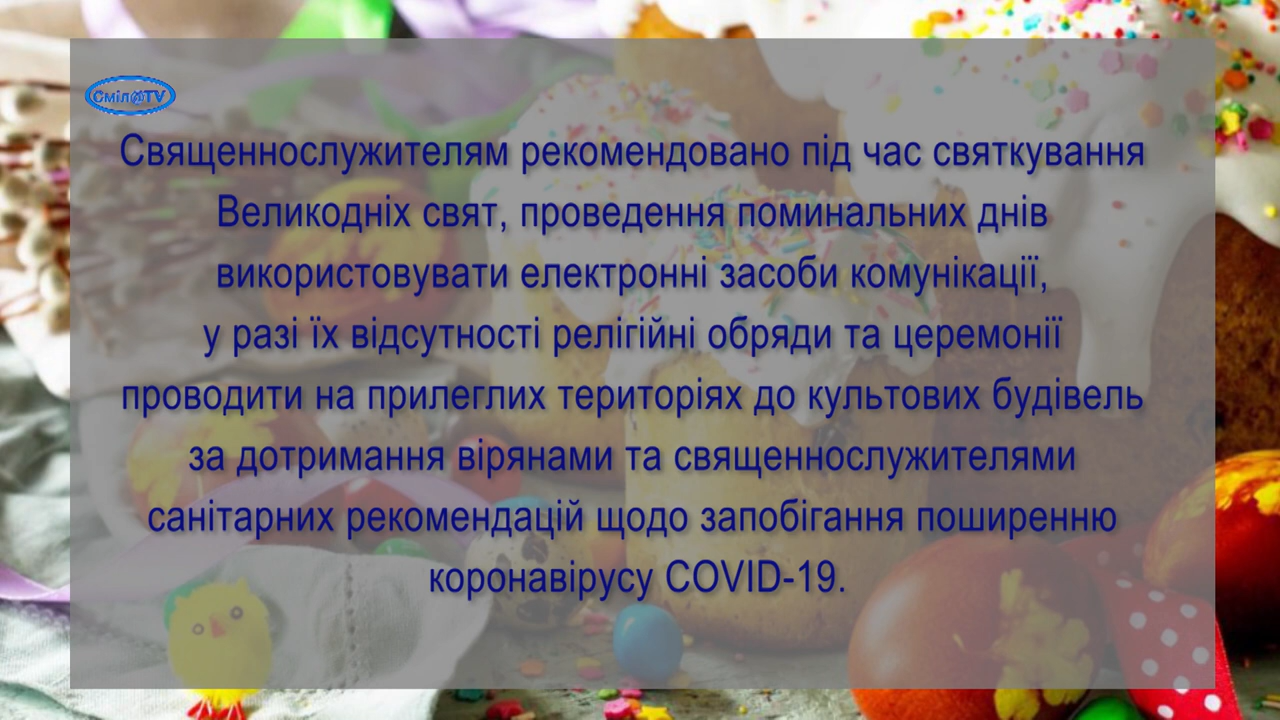 Сміл@TV
Священнослужителям рекомендовано під час святкування
Великодніх свят, проведення поминальних днів
використовувати електронні засоби комунікації,
у разі їх відсутності релігійні обряди та церемонії
проводити на прилеглих територіях до культових будівель
за дотримання вірянами та священнослужителями
санітарних рекомендацій щодо запобігання поширенню
коронавірусу COVID-19.